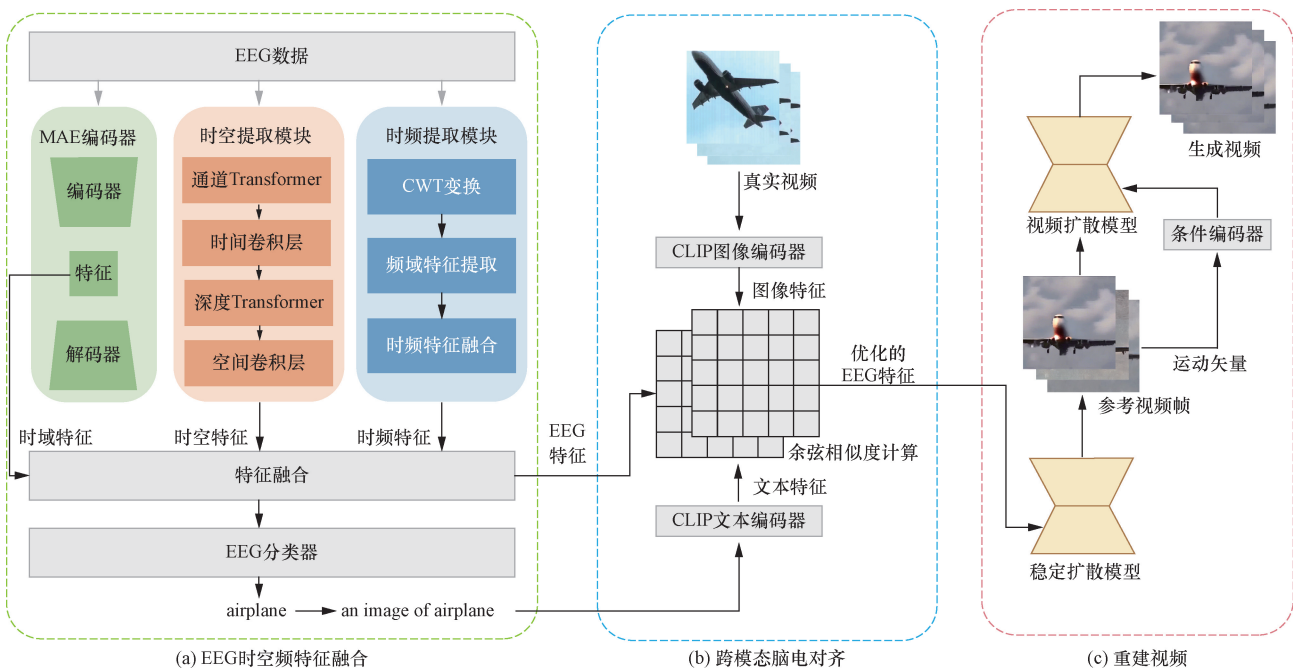 EEG数据
MAE编码器
编码器
特征
解码器
时空提取模块
通道Transformer
时间卷积层
深度Transformer
空间卷积层
时频提取模块
CWT变换
频域特征提取
时频特征融合
时域特征
时空特征
时频特征
特征融合
EEG分类器
airplane
an image of airplane
EEG
特征
(a) EEG时空频特征融合
真实视频
CLIP图像编码器
图像特征
余弦相似度计算
文本特征
CLIP文本编码器
优化的
EEG特征
(b) 跨模态脑电对齐
生成视频
视频扩散模型
条件编码器
运动矢量
参考视频帧
稳定扩散模型
(c) 重建视频